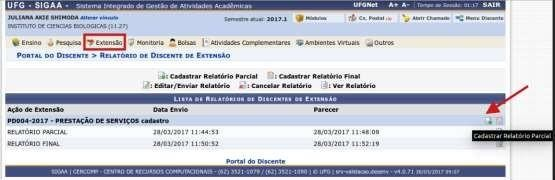 UFG - SIGAA - Sistema Integrado de Gestão de Atividades Acadêmicas
UFGNet A+ A- Tempo de Sessão: 01:17 SAIR
JULIANA AKIE SHIMODA Alterar vínculo
INSTITUTO DE CIENCIAS BIOLOGICAS (11.27)
Semestre atual: 2017.1 Módulos Cx. Postal Abrir Chamado Menu Discente
Ensino Pesquisa Extensão Monitoria Bolsas Atividades Complementares Ambientes Virtuais Outros
PORTAL DO DISCENTE > RELATÓRIO DE DISCENTE DE EXTENSÃO
: Cadastrar Relatório Parcial : Cadastrar Relatório Final
: Editar/Enviar Relatório : Cancelar Relatório : Ver Relatório
LISTA DE RELATÓRIOS DE DISCENTES DE EXTENSÃO
Ação de Extensão Data Envio Parecer
PD004-2017 - PRESTAÇÃO DE SERVIÇOS cadastro
RELATÓRIO PARCIAL 28/03/2017 11:44:53 28/03/2017 11:48:09
Cadastrar Relatório Parcial
RELATÓRIO FINAL 28/03/2017 11:50:52 28/03/2017 11:52:19
Portal do Discente
SIGAA | CERCOMP - CENTRO DE RECURSOS COMPUTACIONAIS - (62) 3521-1079 / (62) 3521-1090 | © UFG | srv-validacao.desenv - v4.0.71